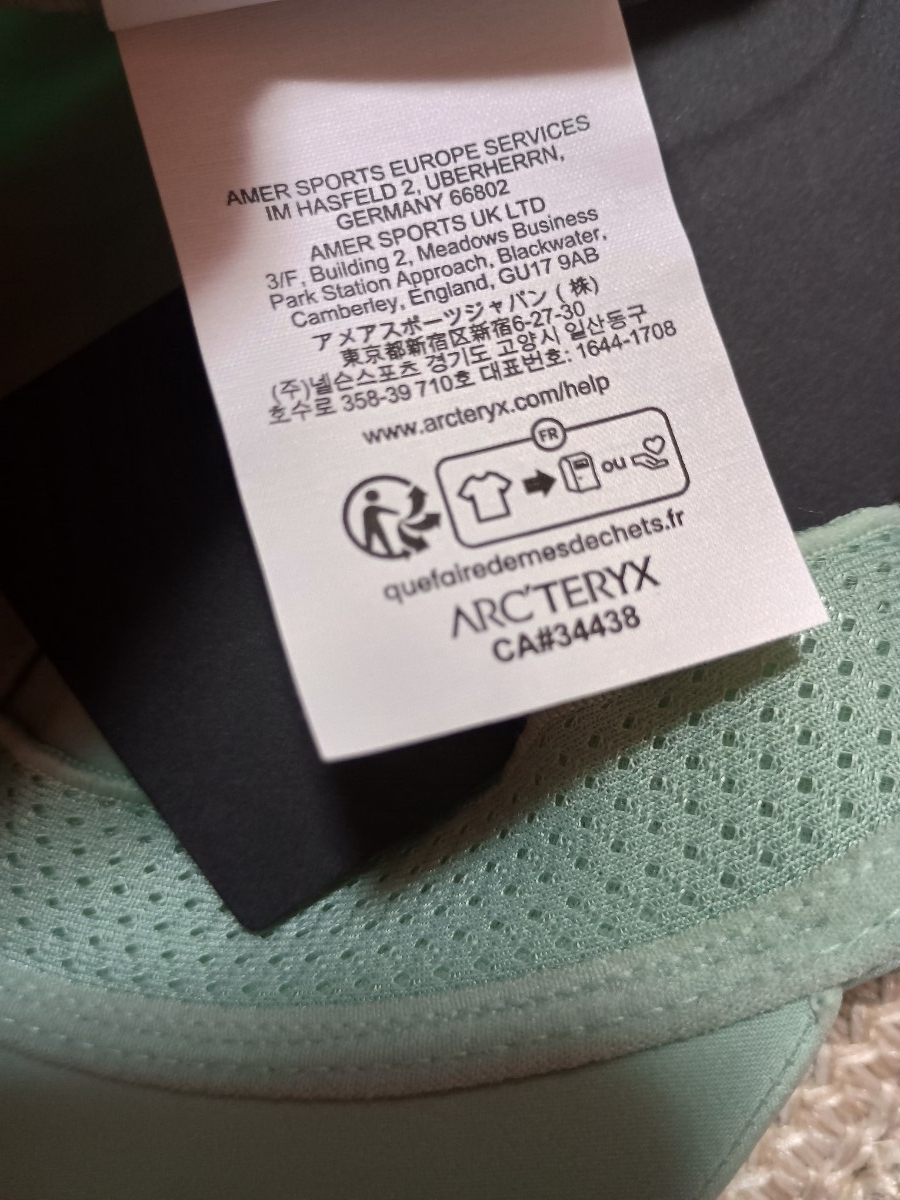 AMER SPORTS EUROPE SERVICES
IM HASFELD 2, UBERHERRN,
GERMANY 66802
AMER SPORTS UK LTD
3/F, Building 2, Meadows Business
Park Station Approach, Blackwater,
Camberley, England, GU17 9AB
アメアスポーツジャパン ( 株)
東京都新宿区新宿6-27-30
(주)넬슨스포츠 경기도 고양시 일산동구
호수로 358-39 710호 대표번호: 1644-1708
www.arcteryx.com/help
FR
ou
quefairedemesdechets.fr
ARC'TERYX
CA#34438